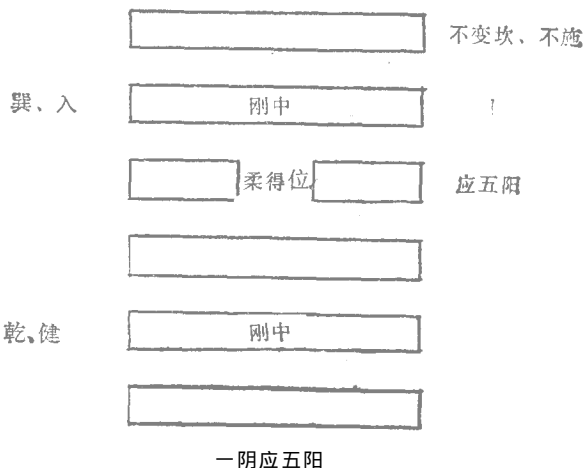 不变坎、不施
巽、入
刚中
柔得位
应五阳
乾、健
刚中
一阴应五阳